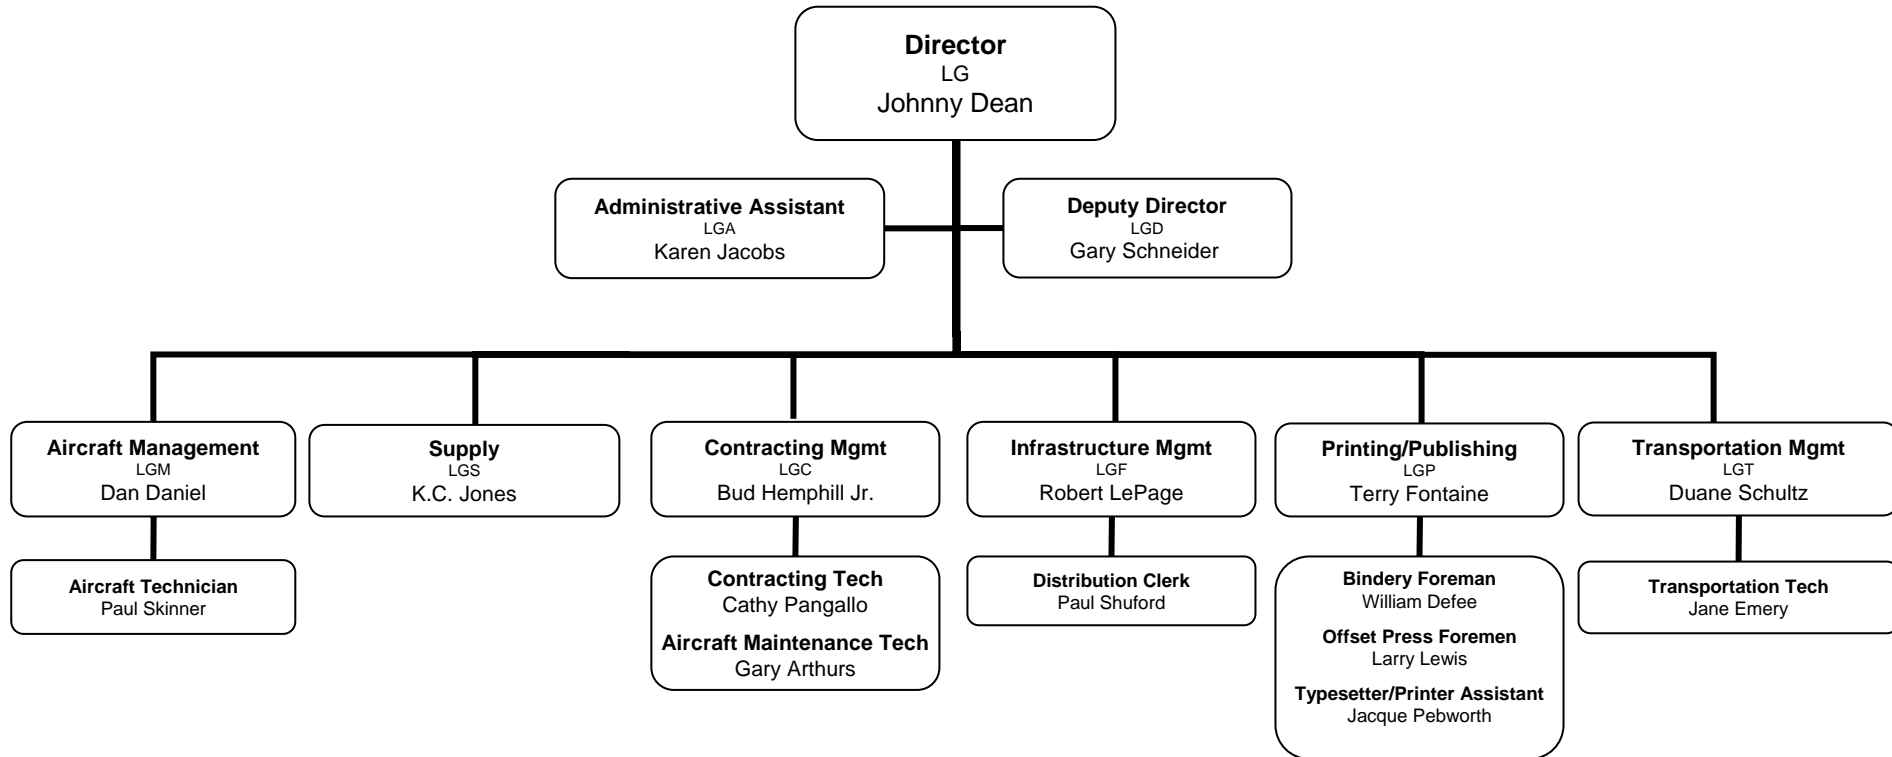 Director
LG
Johnny Dean
Administrative Assistant
LGA
Karen Jacobs
Deputy Director
LGD
Gary Schneider
Aircraft Management
LGM
Dan Daniel
Supply
LGS
K.C. Jones
Contracting Mgmt
LGC
Bud Hemphill Jr.
Infrastructure Mgmt
LGF
Robert LePage
Printing/Publishing
LGP
Terry Fontaine
Transportation Mgmt
LGT
Duane Schultz
Aircraft Technician
Paul Skinner
Contracting Tech
Cathy Pangallo
Aircraft Maintenance Tech
Gary Arthurs
Distribution Clerk
Paul Shuford
Bindery Foreman
William Defee
Offset Press Foremen
Larry Lewis
Typesetter/Printer Assistant
Jacque Pebworth
Transportation Tech
Jane Emery